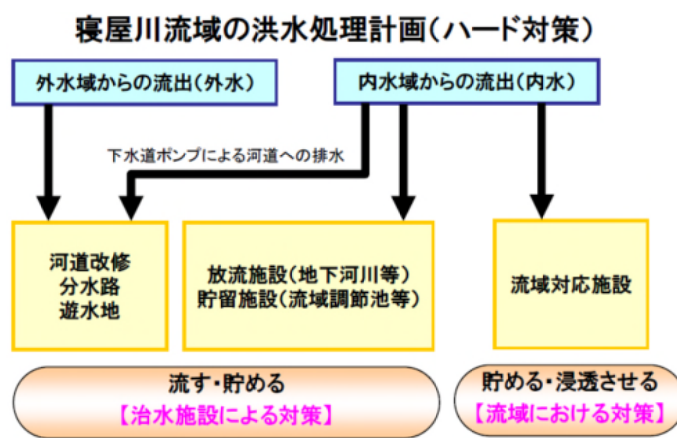 寝屋川流域の洪水処理計画(ハード対策)
外水域からの流出(外水)
内水域からの流出(内水)
下水道ポンプによる河道への排水
河道改修
分水路
遊水地
放流施設(地下河川等)
貯留施設(流域調節池等)
流域対応施設
流す・貯める
【治水施設による対策】
貯める・浸透させる
【流域における対策】